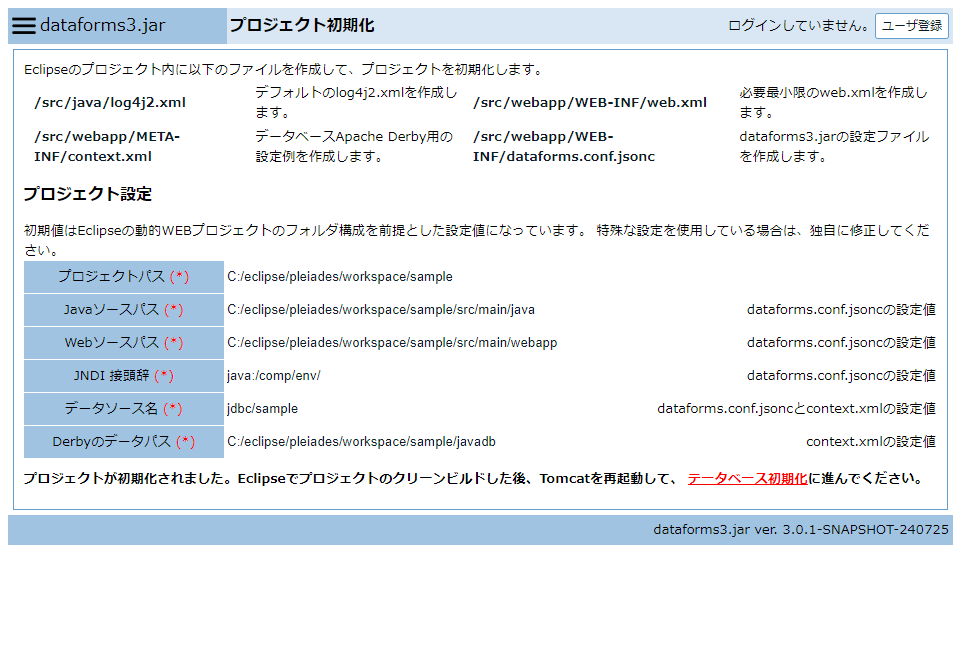 dataforms3.jar
プロジェクト初期化
ログインしていません。
ユーザ登録
Eclipseのプロジェクト内に以下のファイルを作成して、プロジェクトを初期化します。
/src/java/log4j2.xml
デフォルトのlog4j2.xmlを作成し
ます。
/src/webapp/WEB-INF/web.xml
必要最小限のweb.xmlを作成し
ます。
/src/webapp/META-
INF/context.xml
データベースApache Derby用の
設定例を作成します。
/src/webapp/WEB-
INF/dataforms.conf.jsonc
dataforms3.jarの設定ファイル
を作成します。
プロジェクト設定
初期値はEclipseの動的WEBプロジェクトのフォルダ構成を前提とした設定値になっています。 特殊な設定を使用している場合は、独自に修正してくだ
さい。
プロジェクトパス (*) C:/eclipse/pleiades/workspace/sample
Javaソースパス (*) C:/eclipse/pleiades/workspace/sample/src/main/java dataforms.conf.jsoncの設定値
Webソースパス (*) C:/eclipse/pleiades/workspace/sample/src/main/webapp dataforms.conf.jsoncの設定値
JNDI 接頭辞 (*) java:/comp/env/ dataforms.conf.jsoncの設定値
データソース名 (*) jdbc/sample dataforms.conf.jsoncとcontext.xmlの設定値
Derbyのデータパス (*) C:/eclipse/pleiades/workspace/sample/javadb context.xmlの設定値
プロジェクトが初期化されました。Eclipseでプロジェクトのクリーンビルドした後、Tomcatを再起動して、 データベース初期化に進んでください。
dataforms3.jar ver. 3.0.1-SNAPSHOT-240725